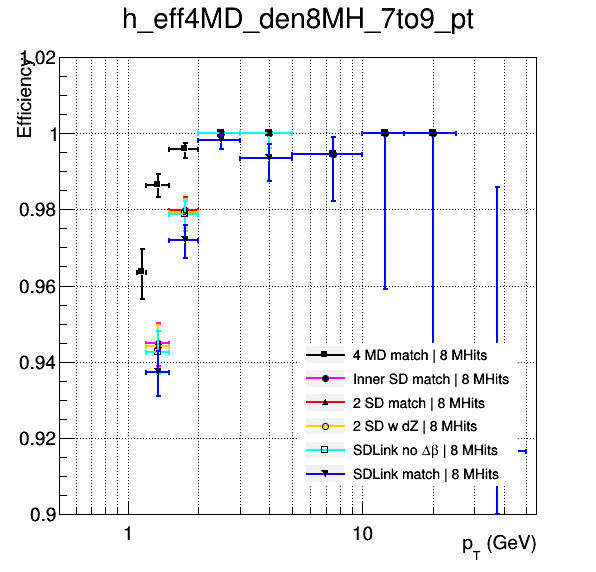 h_eff4MD_den8MH_7to9_pt
Efficiency
1.02
1
0.98
0.96
0.94
0.92
0.9
4 MD match | 8 MHits
Inner SD match | 8 MHits
2 SD match | 8 MHits
2 SD w dZ | 8 MHits
SDLink no Δβ | 8 MHits
SDLink match | 8 MHits
1
10
p_T (GeV)